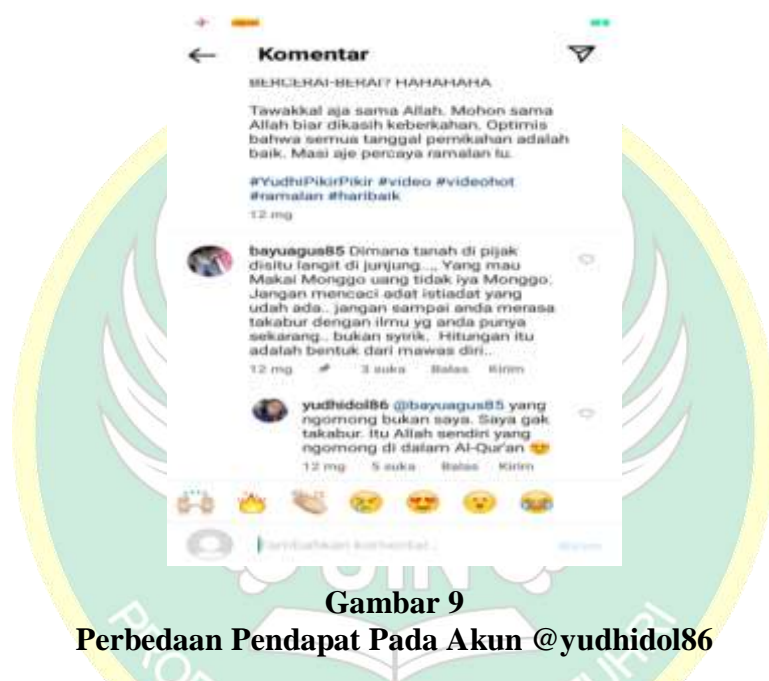 Komentar
BERCERAI-BERAI? HAHAHAHA
Tawakkal aja sama Allah. Mohon sama
Allah biar dikasih keberkahan. Optimis
bahwa semua tanggal pernikahan adalah
baik. Masi aje percaya ramalan lu.
#YudhiPikirPikir #video #videohot
#ramalan #haribaik
12 mg
bayuagus85 Dimana tanah di pijak
disitu langit di junjung.... Yang mau
Makai Monggo uang tidak iya Monggo.
Jangan mencaci adat istiadat yang
udah ada.. jangan sampai anda merasa
takabur dengan ilmu yg anda punya
sekarang.. bukan syirik. Hitungan itu
adalah bentuk dari mawas diri..
12 mg 3 suka Balas Kirim
yudhidol86 @bayuagus85 yang
ngomong bukan saya. Saya gak
takabur. Itu Allah sendiri yang
ngomong di dalam Al-Qur'an 😍
12 mg 5 suka Balas Kirim
🙌 🔥 👏 😢 😍 😮 😂
Tambahkan komentar...
UIN
Gambar 9
Perbedaan Pendapat Pada Akun @yudhidol86